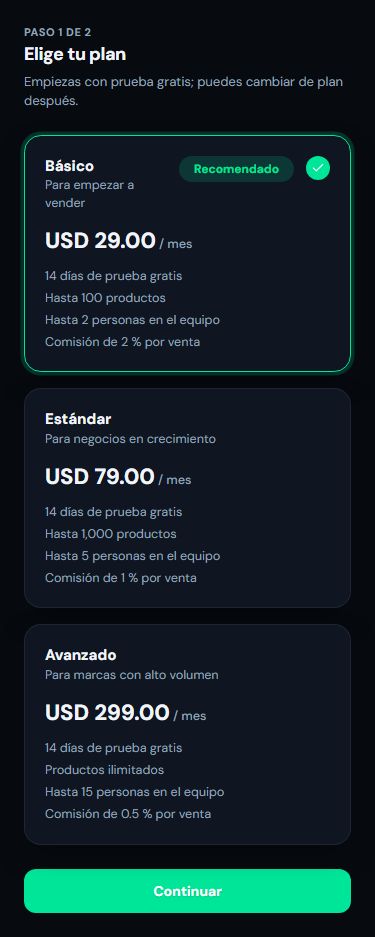 PASO 1 DE 2
Elige tu plan
Empiezas con prueba gratis; puedes cambiar de plan
después.
Básico
Recomendado
Para empezar a
vender
USD 29.00 / mes
14 días de prueba gratis
Hasta 100 productos
Hasta 2 personas en el equipo
Comisión de 2 % por venta
Estándar
Para negocios en crecimiento
USD 79.00 / mes
14 días de prueba gratis
Hasta 1,000 productos
Hasta 5 personas en el equipo
Comisión de 1 % por venta
Avanzado
Para marcas con alto volumen
USD 299.00 / mes
14 días de prueba gratis
Productos ilimitados
Hasta 15 personas en el equipo
Comisión de 0.5 % por venta
Continuar